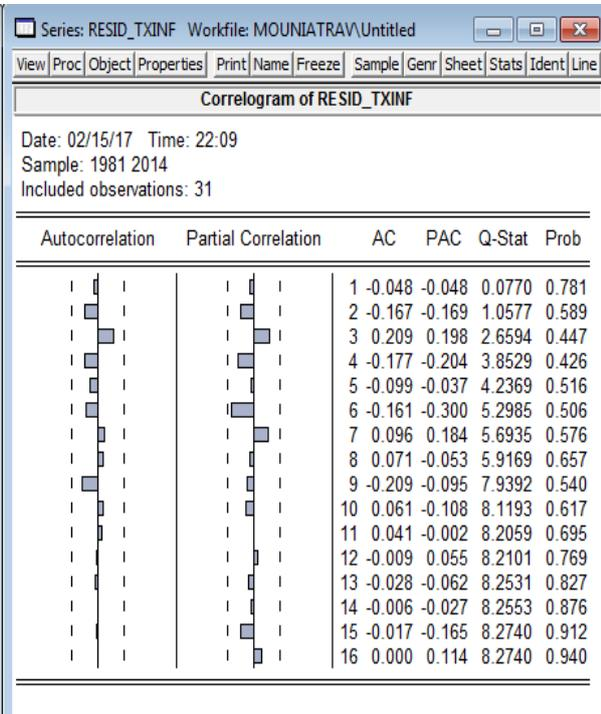 Series: RESID_TXINF Workfile: MOUNIATRAV\Untitled
View Proc Object Properties Print Name Freeze Sample Genr Sheet Stats Ident Line
Correlogram of RESID_TXINF
Date: 02/15/17 Time: 22:09
Sample: 1981 2014
Included observations: 31
Autocorrelation Partial Correlation AC PAC Q-Stat Prob
1 -0.048 -0.048 0.0770 0.781
2 -0.167 -0.169 1.0577 0.589
3 0.209 0.198 2.6594 0.447
4 -0.177 -0.204 3.8529 0.426
5 -0.099 -0.037 4.2369 0.516
6 -0.161 -0.300 5.2985 0.506
7 0.096 0.184 5.6935 0.576
8 0.071 -0.053 5.9169 0.657
9 -0.209 -0.095 7.9392 0.540
10 0.061 -0.108 8.1193 0.617
11 0.041 -0.002 8.2059 0.695
12 -0.009 0.055 8.2101 0.769
13 -0.028 -0.062 8.2531 0.827
14 -0.006 -0.027 8.2553 0.876
15 -0.017 -0.165 8.2740 0.912
16 0.000 0.114 8.2740 0.940